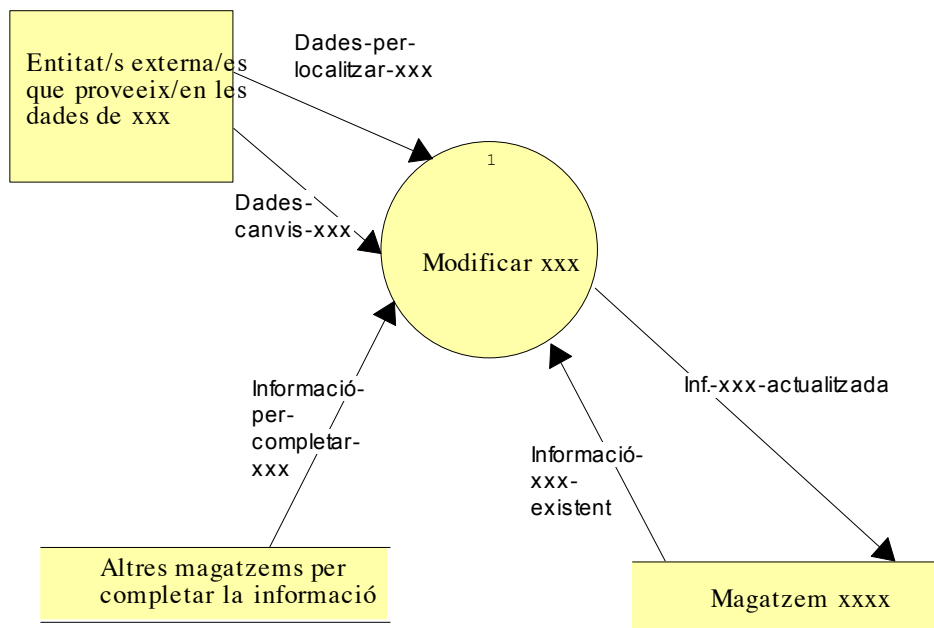 Entitat/s externa/es
que proveeix/en les
dades de xxx
Dades-per-
localitzar-xxx
1
Dades-
canvis-xxx
Modificar xxx
Informació-
per-
completar-
xxx
Inf.-xxx-actualitzada
Informació-
xxx-
existent
Altres magatzems per
completar la informació
Magatzem xxxx